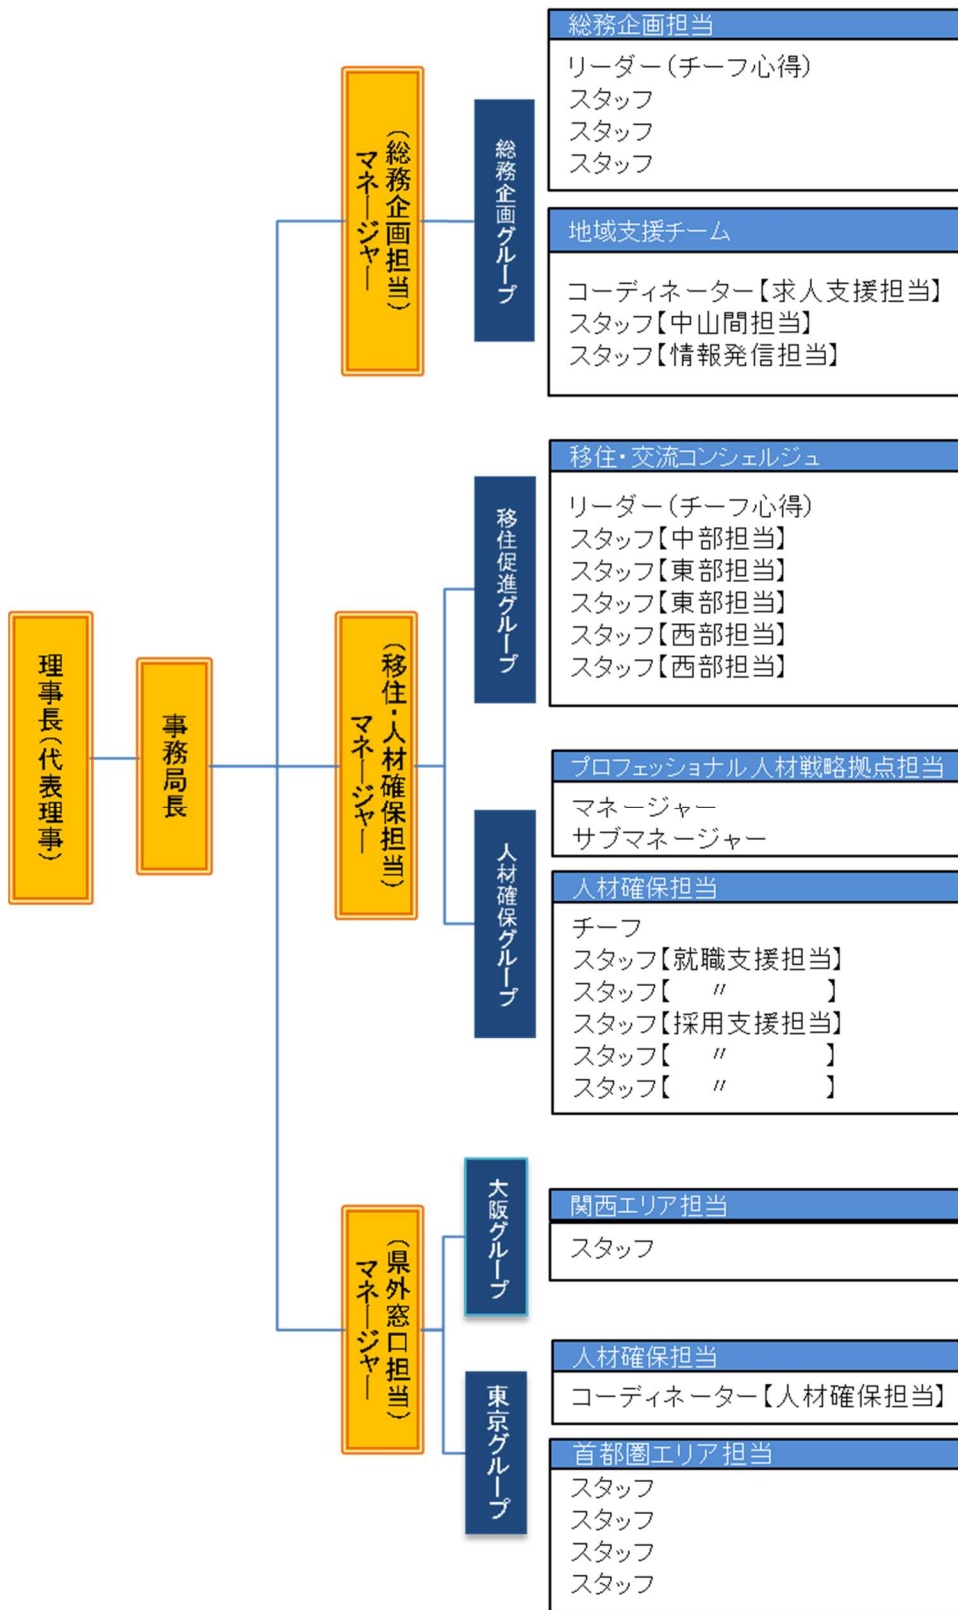 理事長(代表理事)
事務局長
マネージャー
(総務企画担当)
総務企画グループ
総務企画担当
リーダー(チーフ心得)
スタッフ
スタッフ
スタッフ
地域支援チーム
コーディネーター【求人支援担当】
スタッフ【中山間担当】
スタッフ【情報発信担当】
マネージャー
(移住・人材確保担当)
移住促進グループ
移住・交流コンシェルジュ
リーダー(チーフ心得)
スタッフ【中部担当】
スタッフ【東部担当】
スタッフ【東部担当】
スタッフ【西部担当】
スタッフ【西部担当】
人材確保グループ
プロフェッショナル人材戦略拠点担当
マネージャー
サブマネージャー
人材確保担当
チーフ
スタッフ【就職支援担当】
スタッフ【 〃 】
スタッフ【採用支援担当】
スタッフ【 〃 】
スタッフ【 〃 】
マネージャー
(県外窓口担当)
大阪グループ
関西エリア担当
スタッフ
東京グループ
人材確保担当
コーディネーター【人材確保担当】
首都圏エリア担当
スタッフ
スタッフ
スタッフ
スタッフ